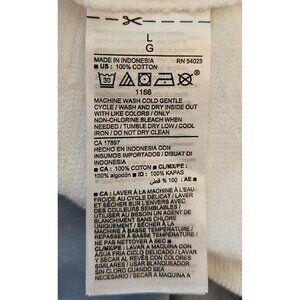 L
G
MADE IN INDONESIA RN 54023
■ US : 100% COTTON
30
1166
MACHINE WASH COLD GENTLE
CYCLE / WASH AND DRY INSIDE OUT
WITH LIKE COLORS / ONLY
NON-CHLORINE BLEACH WHEN
NEEDED / TUMBLE DRY LOW / COOL
IRON / DO NOT DRY CLEAN
CA 17897
HECHO EN INDONESIA CON
INSUMOS IMPORTADOS / DIBUAT DI
INDONESIA
■ CA : 100% COTON ■ CL/MX/PE :
100% algodón ■ ID : 100% KAPAS
■ AE : 100% قطن
■ CA : LAVER À LA MACHINE À L'EAU
FROIDE AU CYCLE DÉLICAT / LAVER
ET SÉCHER SUR L'ENVERS AVEC
DES COULEURS SEMBLABLES /
UTILISER AU BESOIN UN AGENT
DE BLANCHIMENT SANS CHLORE
UNIQUEMENT / SÉCHER À LA
MACHINE À BASSE TEMPÉRATURE /
REPASSER À BASSE TEMPÉRATURE /
NE PAS NETTOYER À SEC ■
CL/MX/PE : LAVAR A MÁQUINA CON
AGUA FRÍA CICLO DELICADO / LAVAR
Y SECAR AL REVÉS CON COLORES
SIMILARES / USAR BLANQUEADOR
SIN CLORO SOLO CUANDO SEA
NECESARIO / SECAR A MÁQUINA A